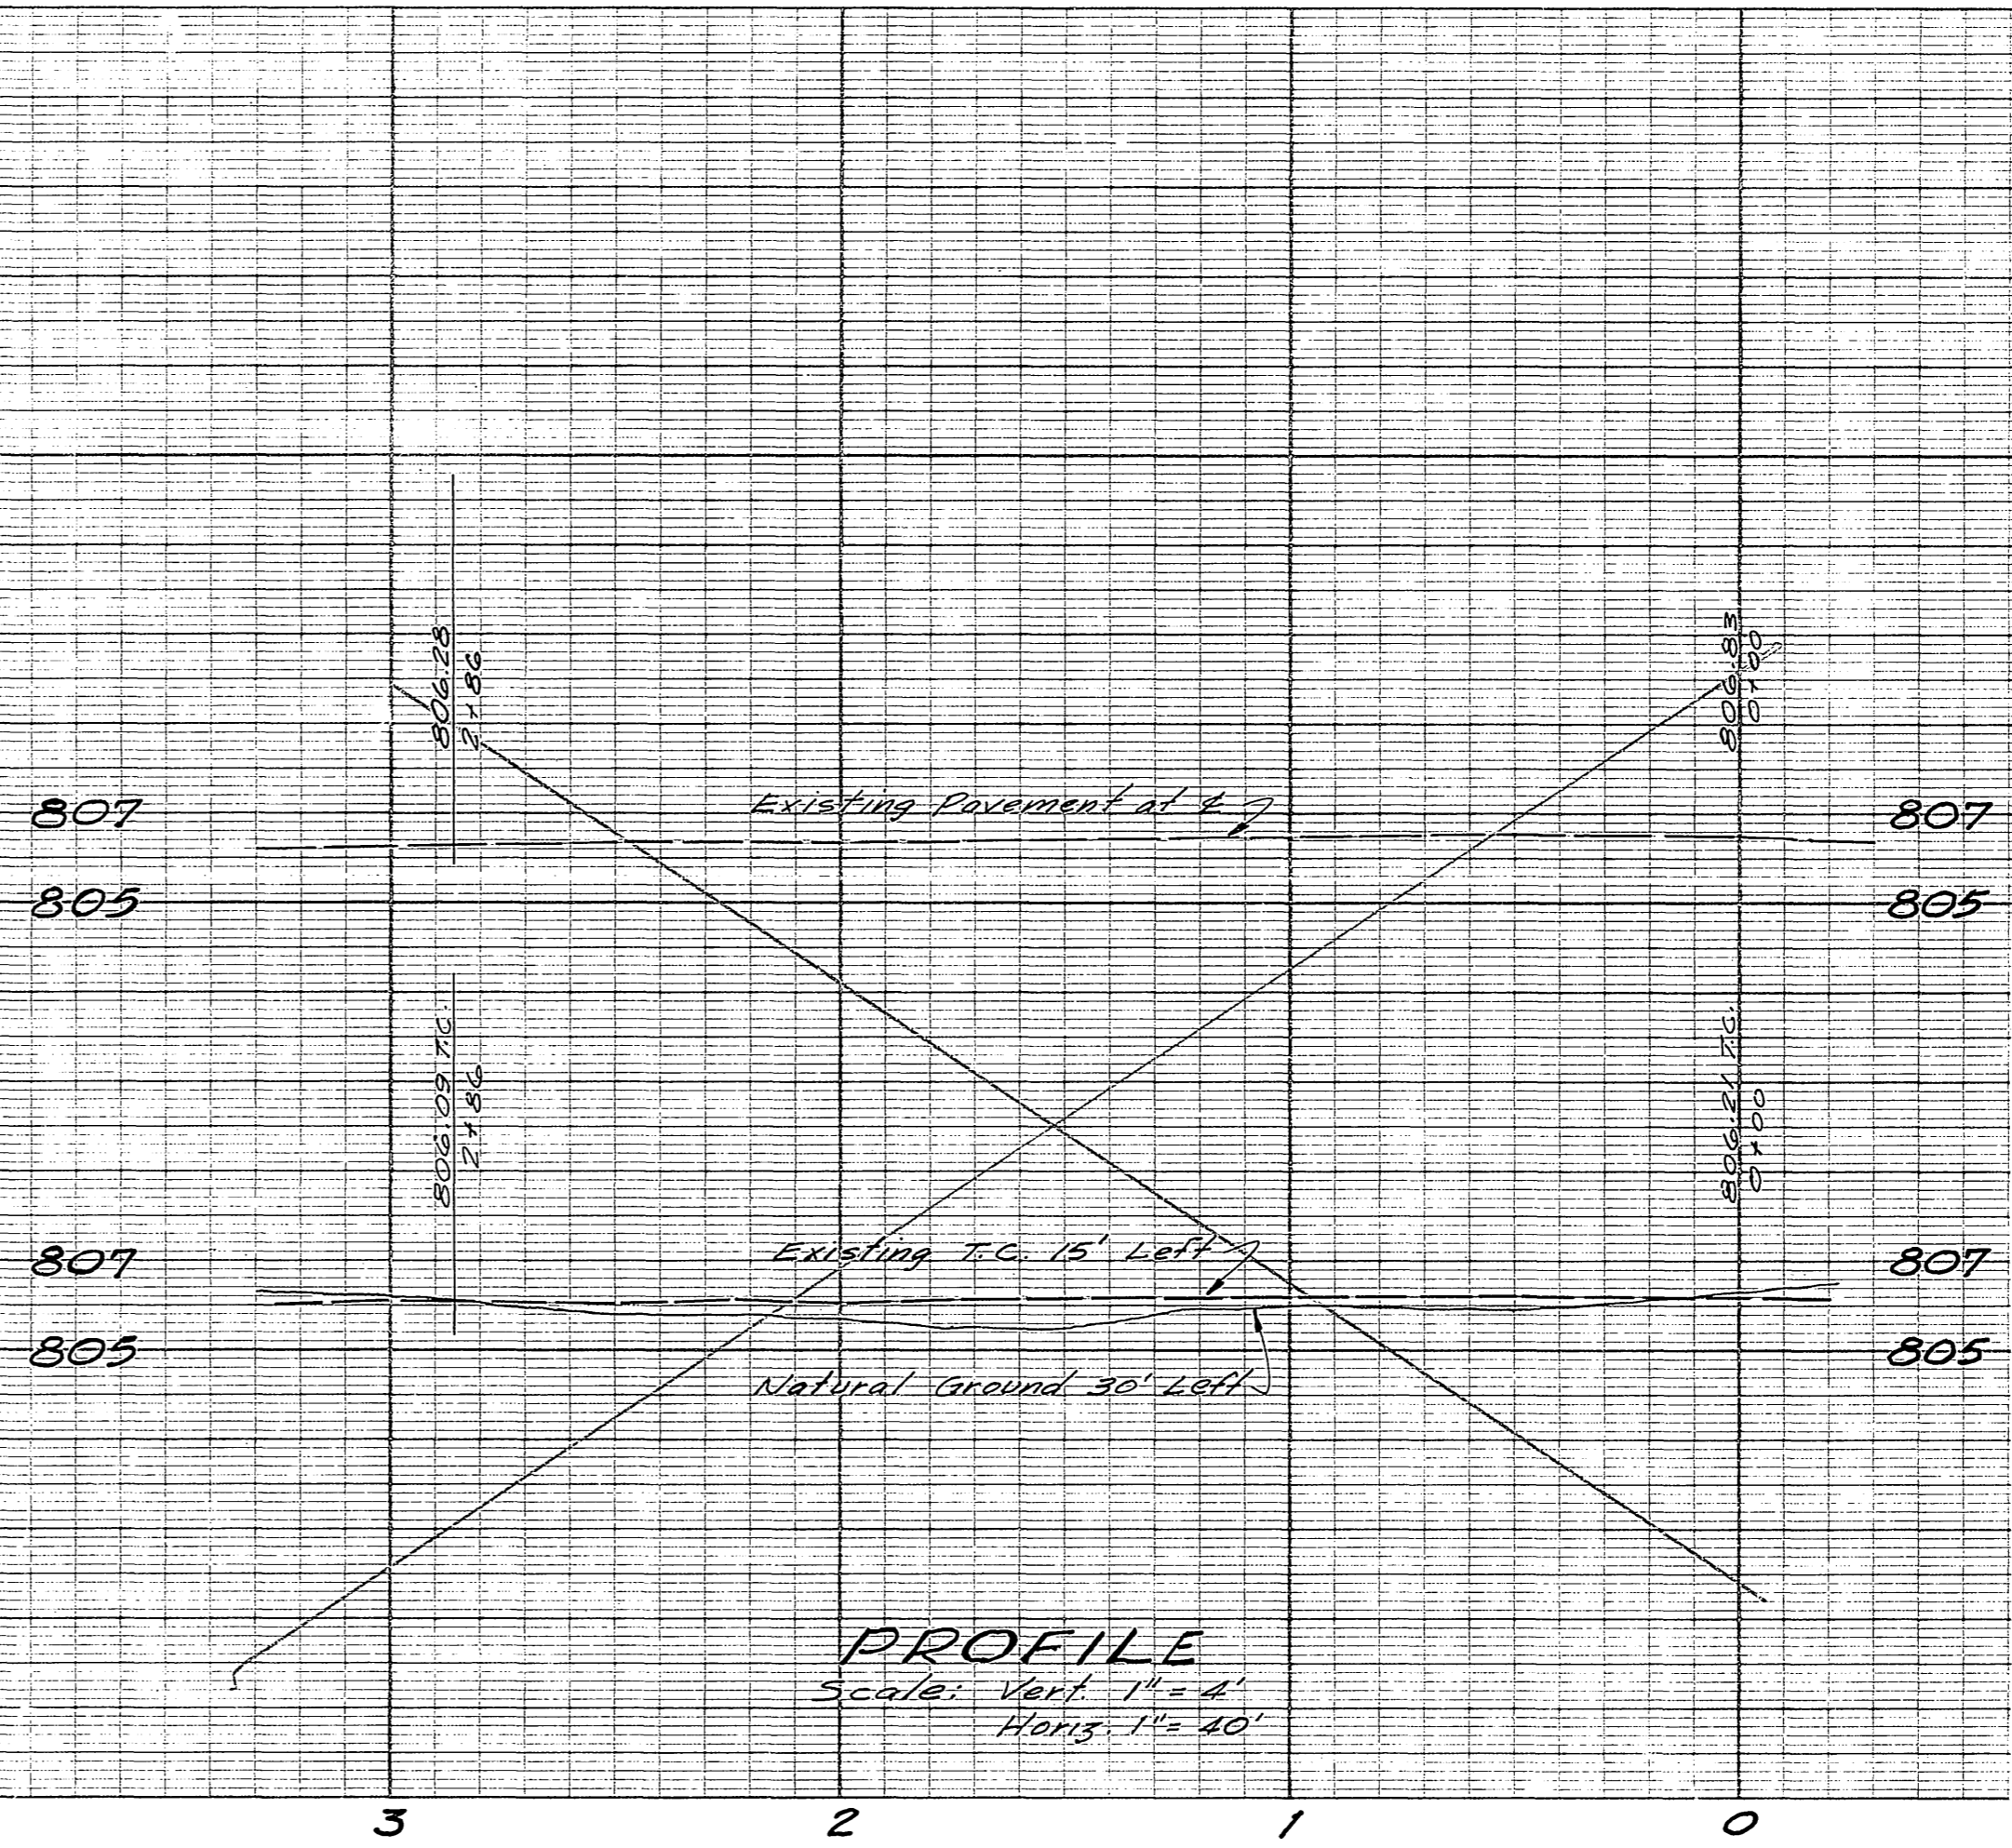 806.28
2+86
806.83
0+00
Existing Pavement at ℄
807
807
805
805
806.09 T.C.
2+86
806.21 T.C.
0+00
Existing T.C. 15' Left
807
807
805
805
Natural Ground 30' Left
PROFILE
Scale: Vert. 1" = 4'
Horiz. 1" = 40'
3 2 1 0